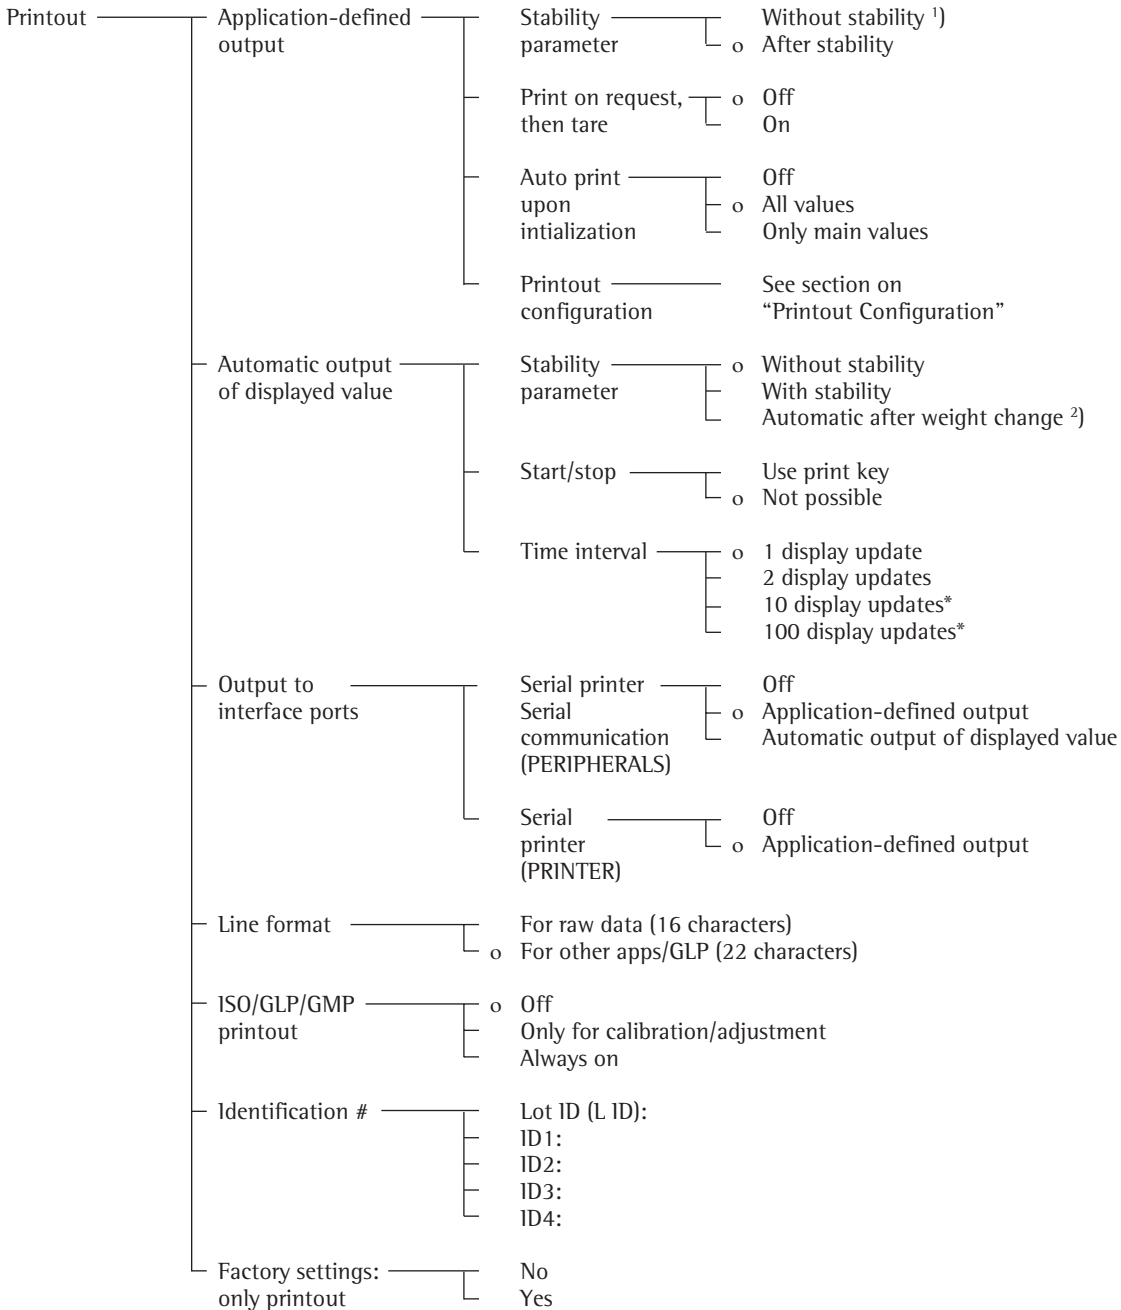 Printout
Application-defined
output
Stability
parameter
Without stability ¹)
o After stability
Print on request,
then tare
o Off
On
Auto print
upon
intialization
Off
o All values
Only main values
Printout
configuration
See section on
“Printout Configuration”
Automatic output
of displayed value
Stability
parameter
o Without stability
With stability
Automatic after weight change ²)
Start/stop
Use print key
o Not possible
Time interval
o 1 display update
2 display updates
10 display updates*
100 display updates*
Output to
interface ports
Serial printer
Serial
communication
(PERIPHERALS)
Off
o Application-defined output
Automatic output of displayed value
Serial
printer
(PRINTER)
Off
o Application-defined output
Line format
For raw data (16 characters)
o For other apps/GLP (22 characters)
ISO/GLP/GMP
printout
o Off
Only for calibration/adjustment
Always on
Identification #
Lot ID (L ID):
ID1:
ID2:
ID3:
ID4:
Factory settings:
only printout
No
Yes